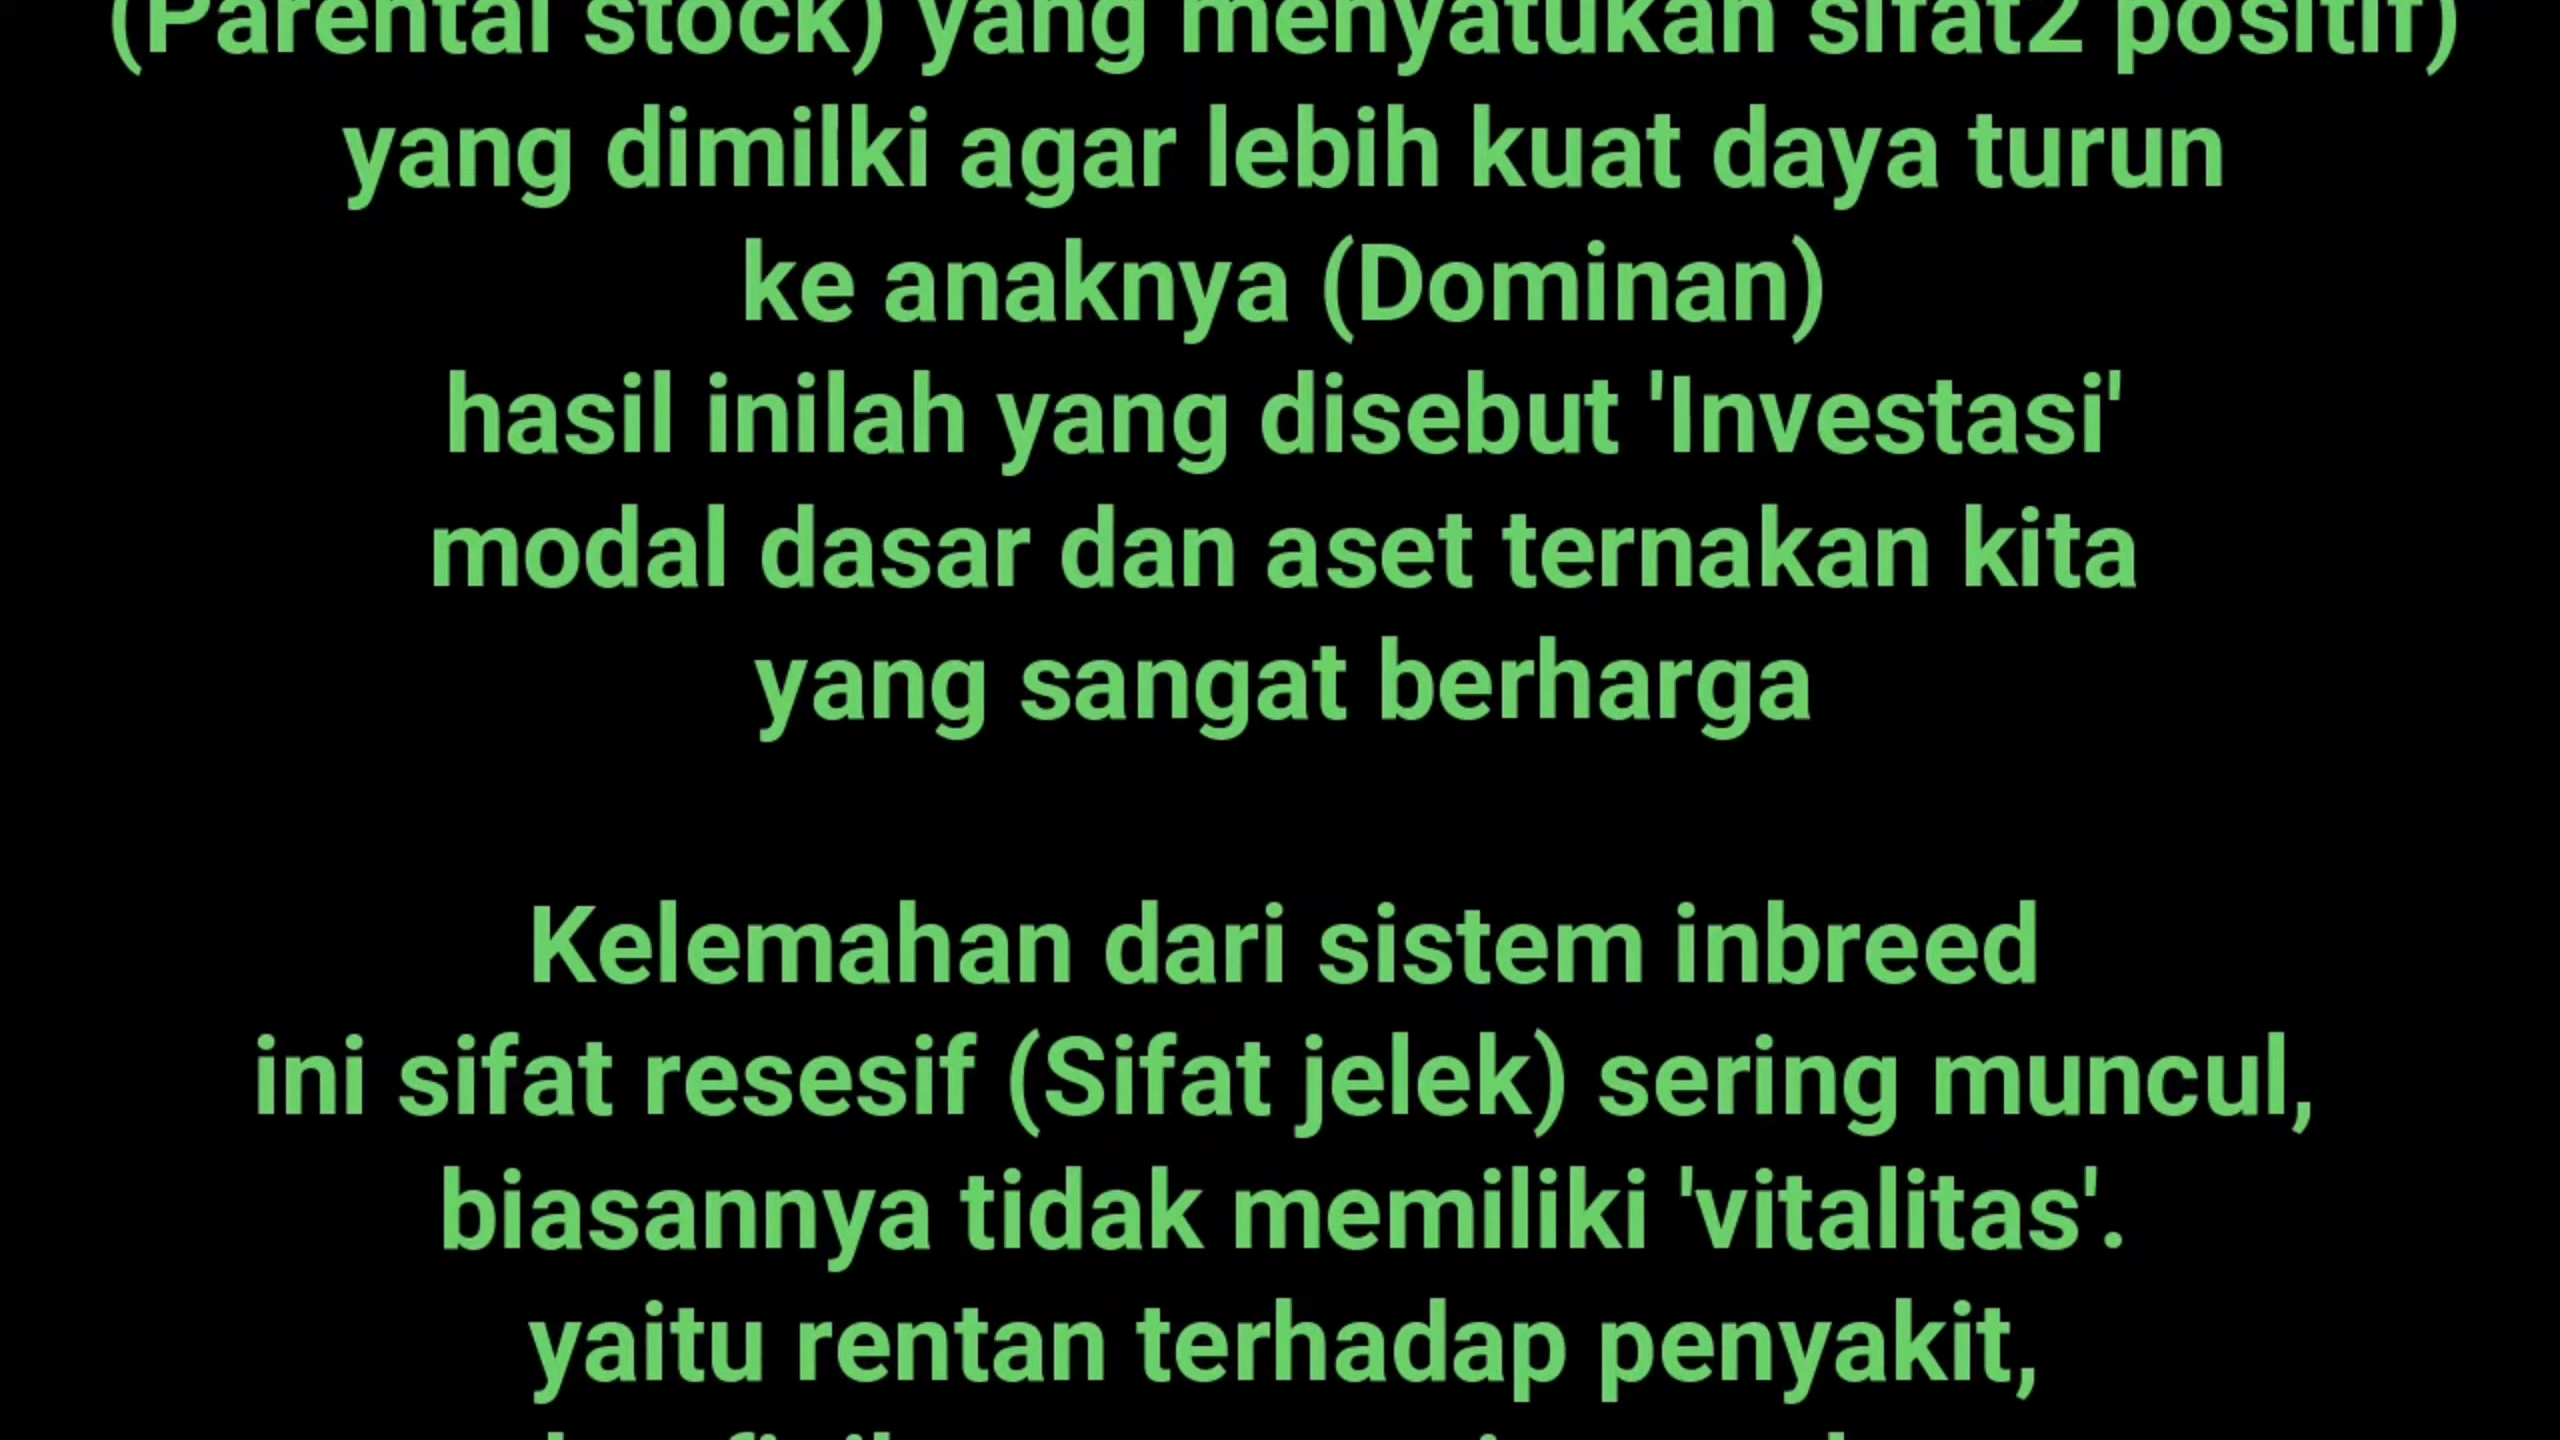 (Parental stock) yang menyatukan sifat2 positif)
yang dimilki agar lebih kuat daya turun
ke anaknya (Dominan)
hasil inilah yang disebut 'Investasi'
modal dasar dan aset ternakan kita
yang sangat berharga
Kelemahan dari sistem inbreed
ini sifat resesif (Sifat jelek) sering muncul,
biasannya tidak memiliki 'vitalitas'.
yaitu rentan terhadap penyakit,